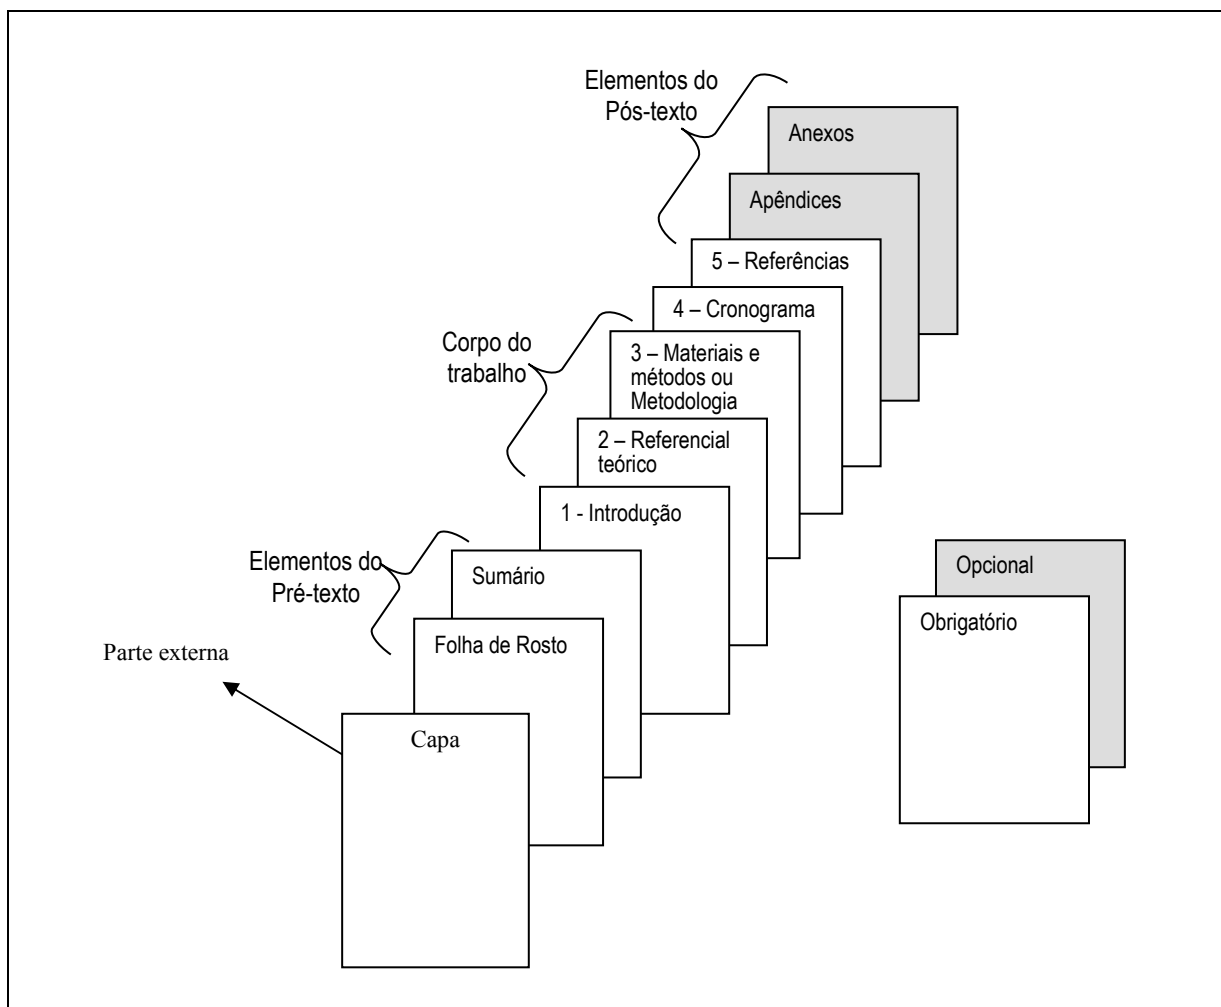 Elementos do
Pós-texto
Anexos
Apêndices
5 – Referências
4 – Cronograma
Corpo do
trabalho
3 – Materiais e
métodos ou
Metodologia
2 – Referencial
teórico
1 - Introdução
Elementos do
Pré-texto
Sumário
Folha de Rosto
Parte externa
Capa
Opcional
Obrigatório